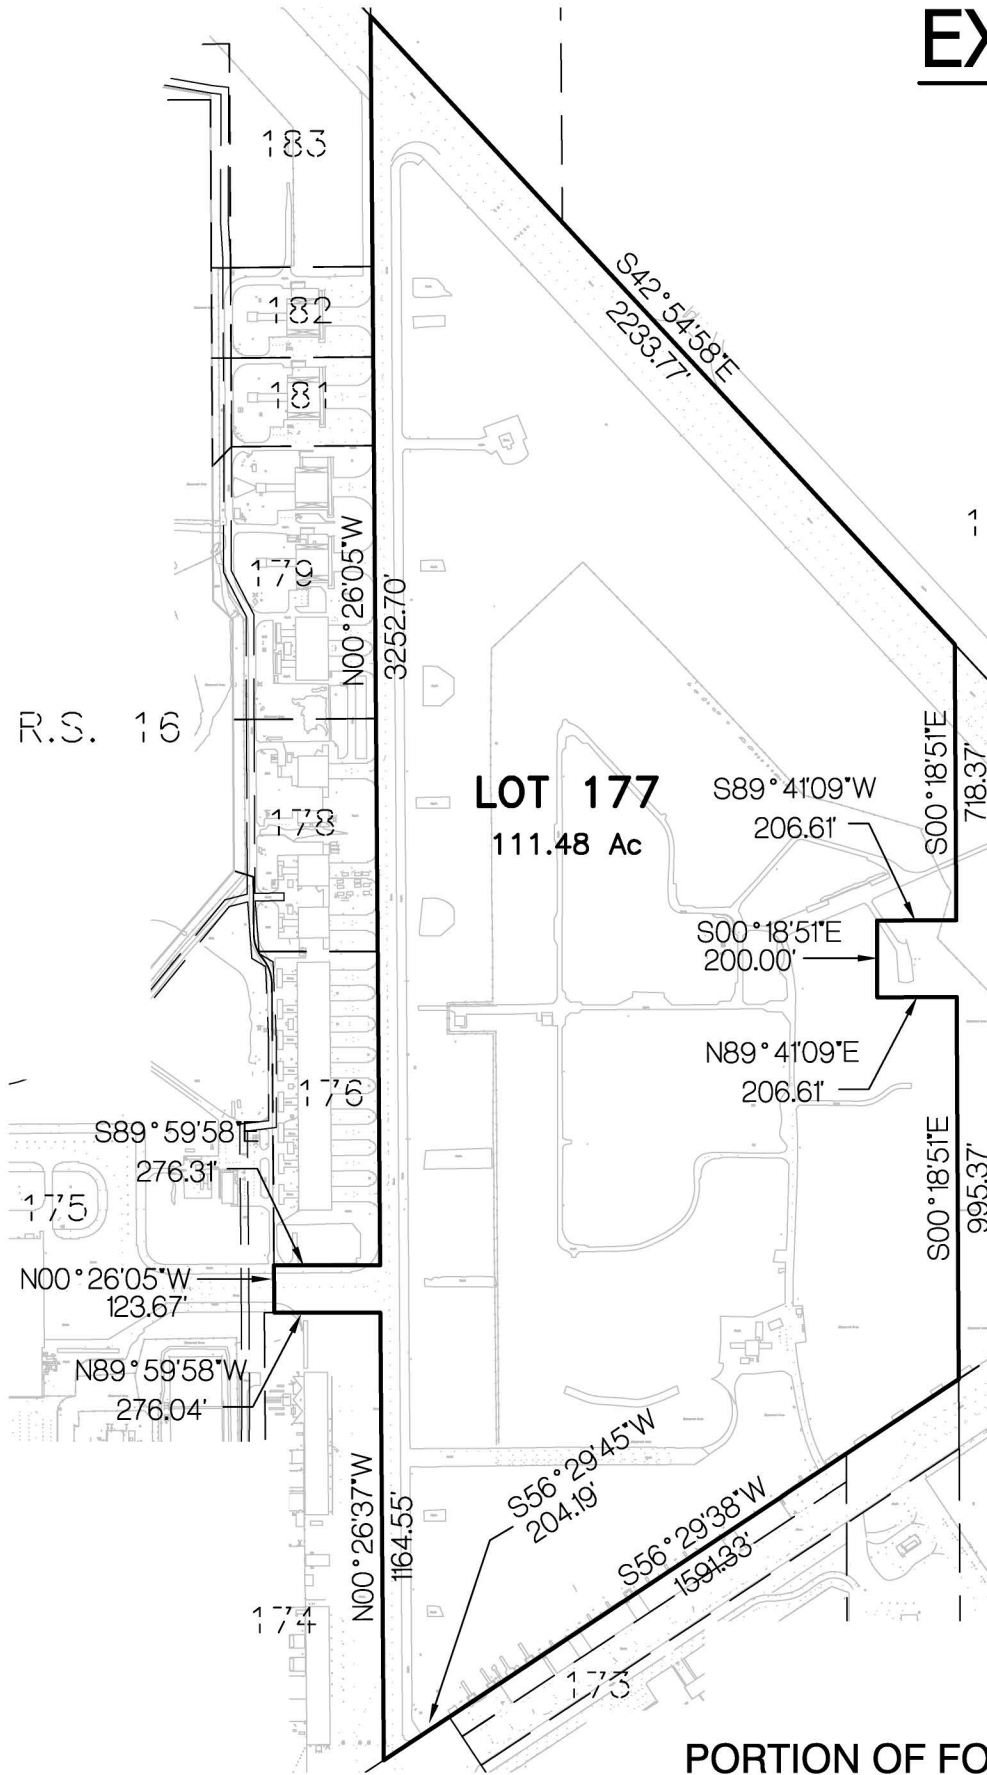 EX
183
S42°54'58"E
2233.77'
182
181
1
179
N00°26'05"W
3252.70'
R.S. 16
S00°18'51"E
718.37'
LOT 177
111.48 Ac
S89°41'09"W
206.61'
178
S00°18'51"E
200.00'
N89°41'09"E
206.61'
176
S89°59'58"
276.31'
175
S00°18'51"E
995.37'
N00°26'05"W
123.67'
N89°59'58"W
276.04'
S56°29'45"W
204.19'
N00°26'37"W
1164.55'
S56°29'38"W
1591.33'
174
173
PORTION OF FO